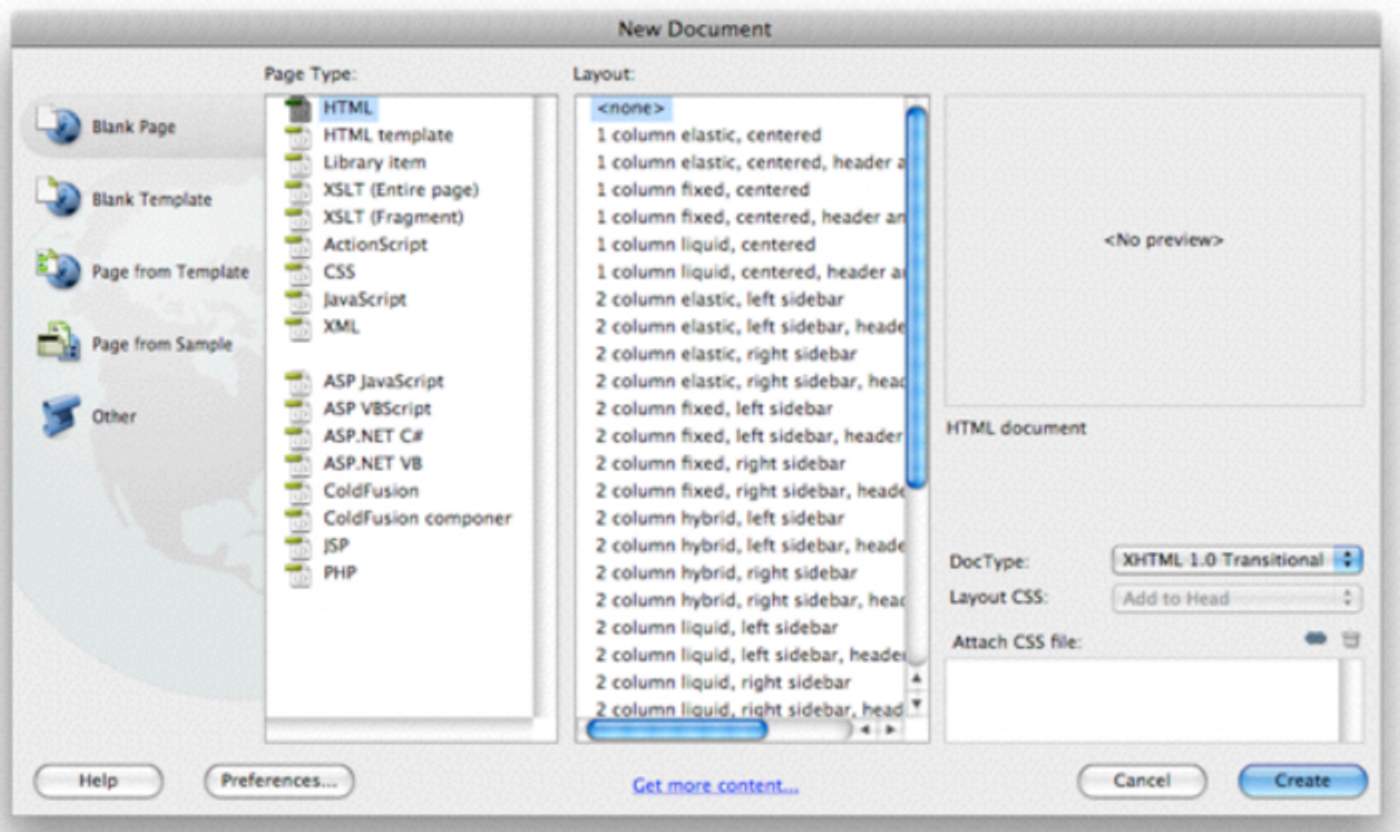 New Document
Blank Page
Blank Template
Page from Template
Page from Sample
Other
Page Type:
HTML
HTML template
Library item
XSLT (Entire page)
XSLT (Fragment)
ActionScript
CSS
JavaScript
XML
ASP JavaScript
ASP VBScript
ASP.NET C#
ASP.NET VB
ColdFusion
ColdFusion componer
JSP
PHP
Layout:
<none>
1 column elastic, centered
1 column elastic, centered, header a
1 column fixed, centered
1 column fixed, centered, header an
1 column liquid, centered
1 column liquid, centered, header a
2 column elastic, left sidebar
2 column elastic, left sidebar, heade
2 column elastic, right sidebar
2 column elastic, right sidebar, head
2 column fixed, left sidebar
2 column fixed, left sidebar, header
2 column fixed, right sidebar
2 column fixed, right sidebar, heade
2 column hybrid, left sidebar
2 column hybrid, left sidebar, heade
2 column hybrid, right sidebar
2 column hybrid, right sidebar, head
2 column liquid, left sidebar
2 column liquid, left sidebar, header
2 column liquid, right sidebar
2 column liquid, right sidebar, head
<No preview>
HTML document
DocType: XHTML 1.0 Transitional
Layout CSS: Add to Head
Attach CSS file:
Help Preferences... Get more content... Cancel Create